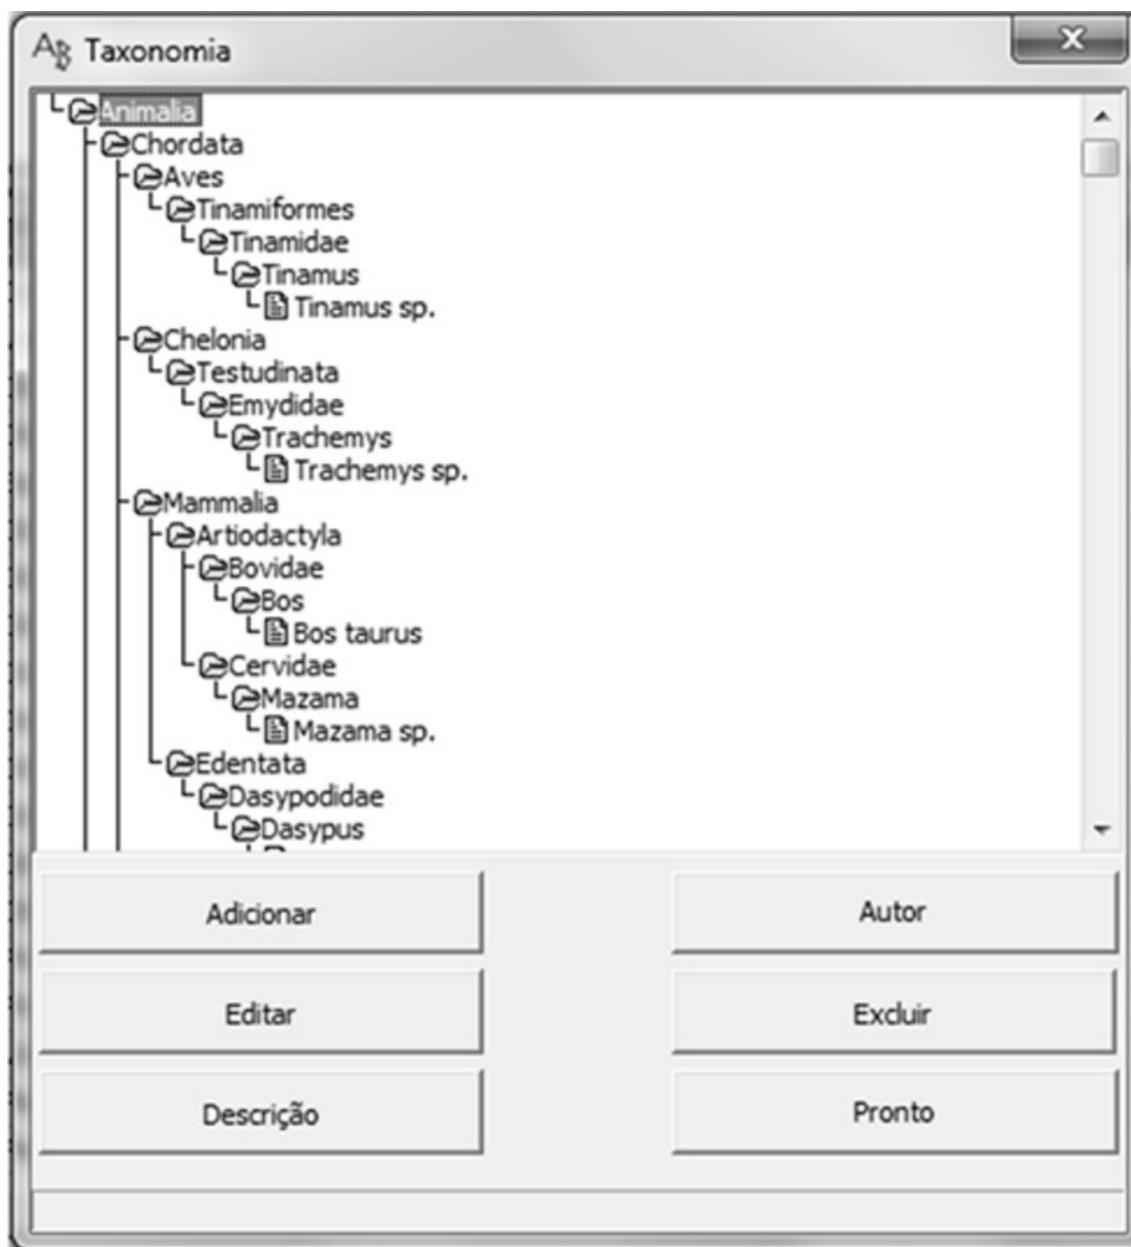 AB Taxonomia
Animalia
Chordata
Aves
Tinamiformes
Tinamidae
Tinamus
Tinamus sp.
Chelonia
Testudinata
Emydidae
Trachemys
Trachemys sp.
Mammalia
Artiodactyla
Bovidae
Bos
Bos taurus
Cervidae
Mazama
Mazama sp.
Edentata
Dasypodidae
Dasypus
Adicionar Autor
Editar Excluir
Descrição Pronto